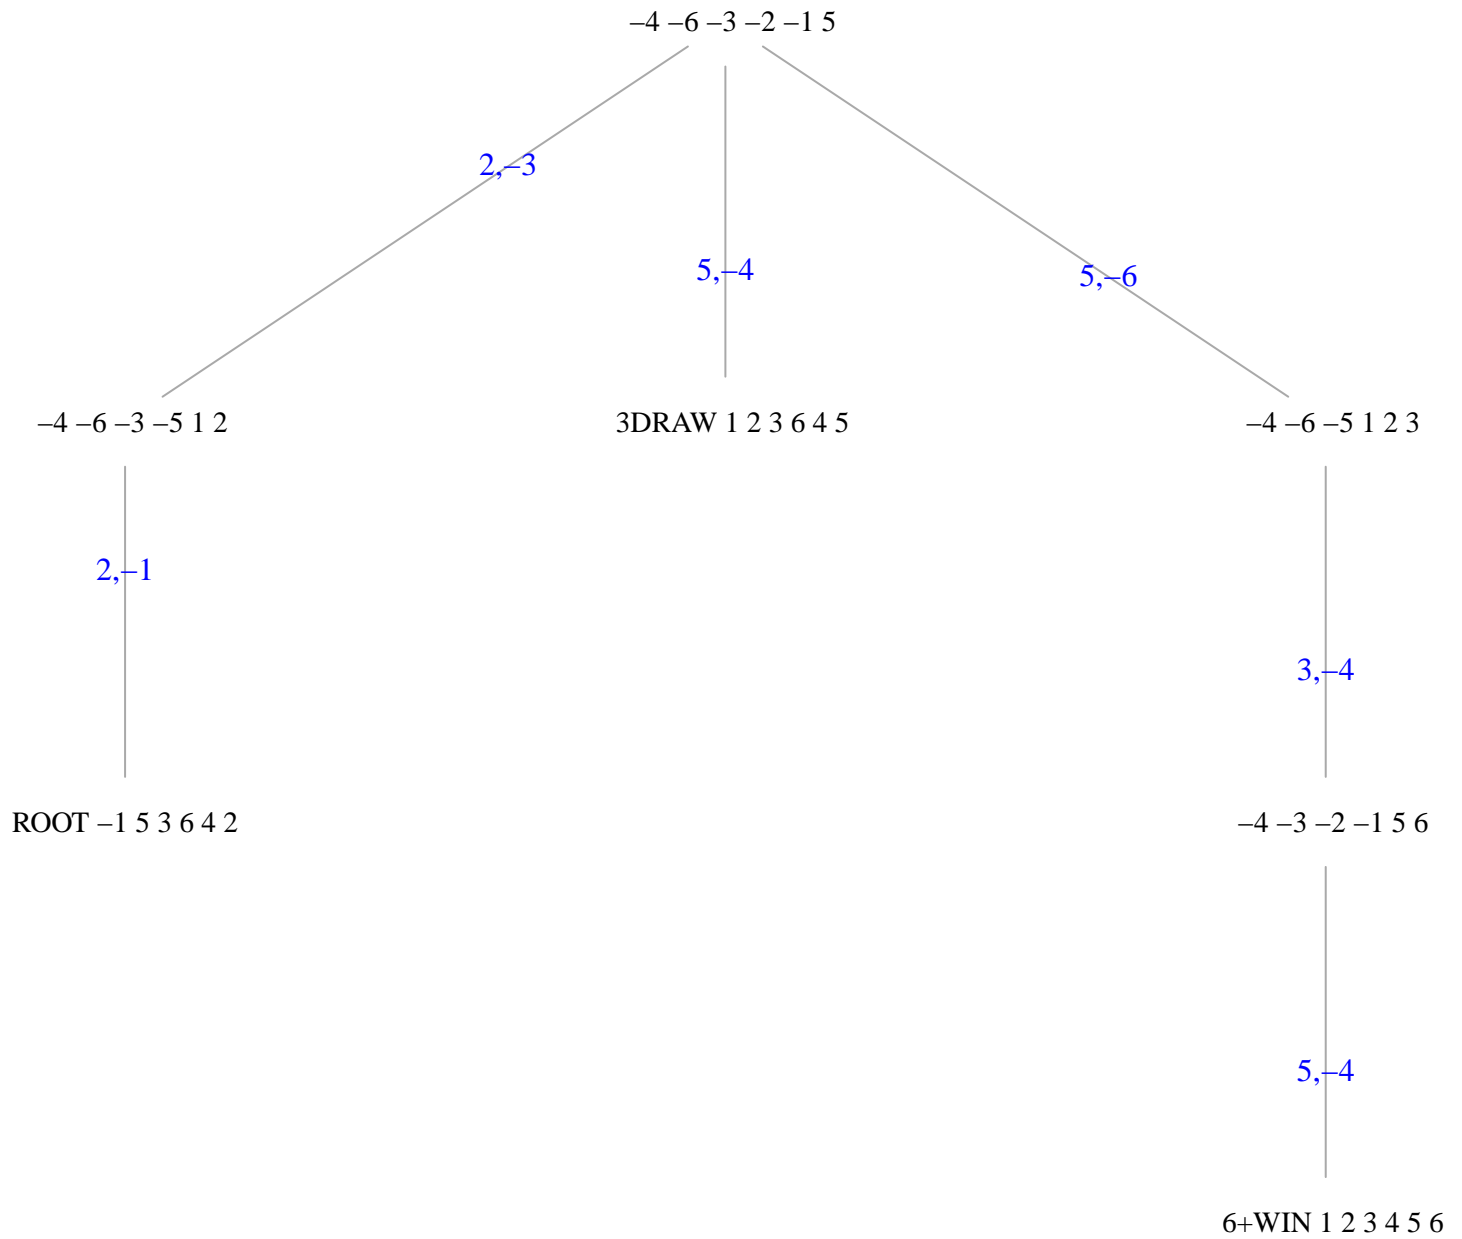 –4 –6 –3 –2 –1 5
2,–3
5,–4
5,–6
–4 –6 –3 –5 1 2
3DRAW 1 2 3 6 4 5
–4 –6 –5 1 2 3
2,–1
3,–4
ROOT –1 5 3 6 4 2
–4 –3 –2 –1 5 6
5,–4
6+WIN 1 2 3 4 5 6